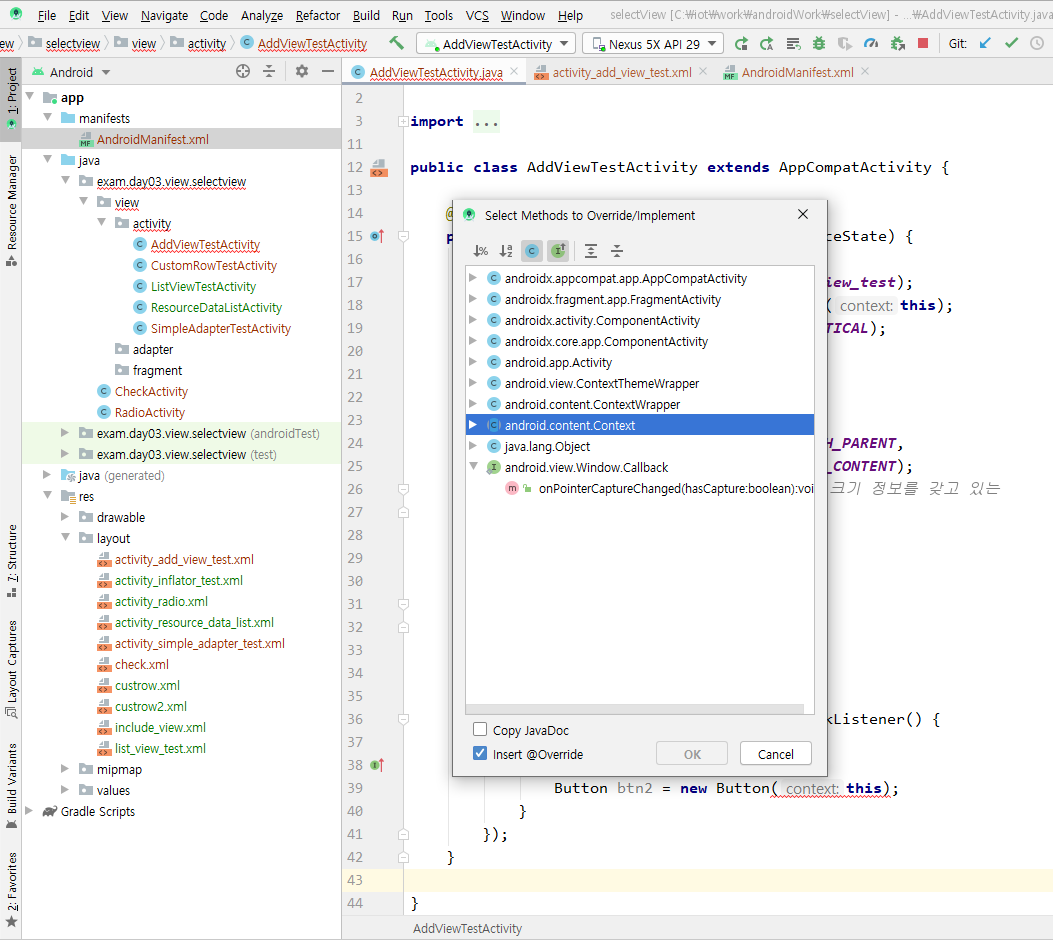 File Edit View Navigate Code Analyze Refactor Build Run Tools VCS Window Help selectView [C:₩iot₩work₩androidWork₩selectView] - ...₩AddViewTestActivity.java
ew selectview view activity AddViewTestActivity AddViewTestActivity Nexus 5X API 29 Git:
Android AddViewTestActivity.java activity_add_view_test.xml AndroidManifest.xml
1: Project
Resource Manager
7: Structure
Layout Captures
Build Variants
2: Favorites
app
manifests
AndroidManifest.xml
java
exam.day03.view.selectview
view
activity
AddViewTestActivity
CustomRowTestActivity
ListViewTestActivity
ResourceDataListActivity
SimpleAdapterTestActivity
adapter
fragment
CheckActivity
RadioActivity
exam.day03.view.selectview (androidTest)
exam.day03.view.selectview (test)
java (generated)
res
drawable
layout
activity_add_view_test.xml
activity_inflator_test.xml
activity_radio.xml
activity_resource_data_list.xml
activity_simple_adapter_test.xml
check.xml
custrow.xml
custrow2.xml
include_view.xml
list_view_test.xml
mipmap
values
Gradle Scripts
2
3 import ...
11
12 public class AddViewTestActivity extends AppCompatActivity {
13
14 @
15 p ceState) {
16
17 iew_test);
18 ( context: this);
19 TICAL);
20
21
22
23
24 H_PARENT,
25 _CONTENT);
26 크기 정보를 갖고 있는
27
28
29
30
31
32
33
34
35
36 kListener() {
37
38
39 Button btn2 = new Button( context: this);
40 }
41 });
42 }
43
44 }
AddViewTestActivity
Select Methods to Override/Implement
androidx.appcompat.app.AppCompatActivity
androidx.fragment.app.FragmentActivity
androidx.activity.ComponentActivity
androidx.core.app.ComponentActivity
android.app.Activity
android.view.ContextThemeWrapper
android.content.ContextWrapper
android.content.Context
java.lang.Object
android.view.Window.Callback
onPointerCaptureChanged(hasCapture:boolean):voi
Copy JavaDoc
Insert @Override
OK Cancel